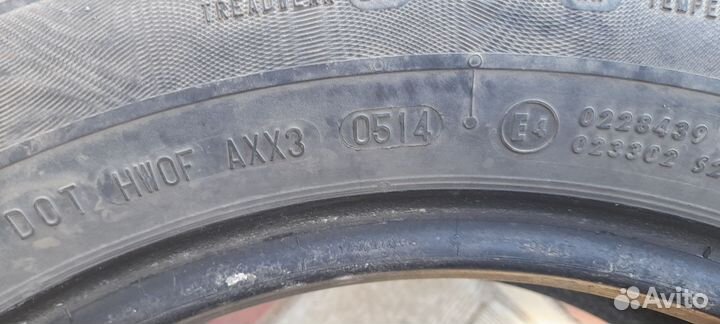 TREADWEAR
DOT HWOF AXX3 0514 E4 0228439
023302
Avito